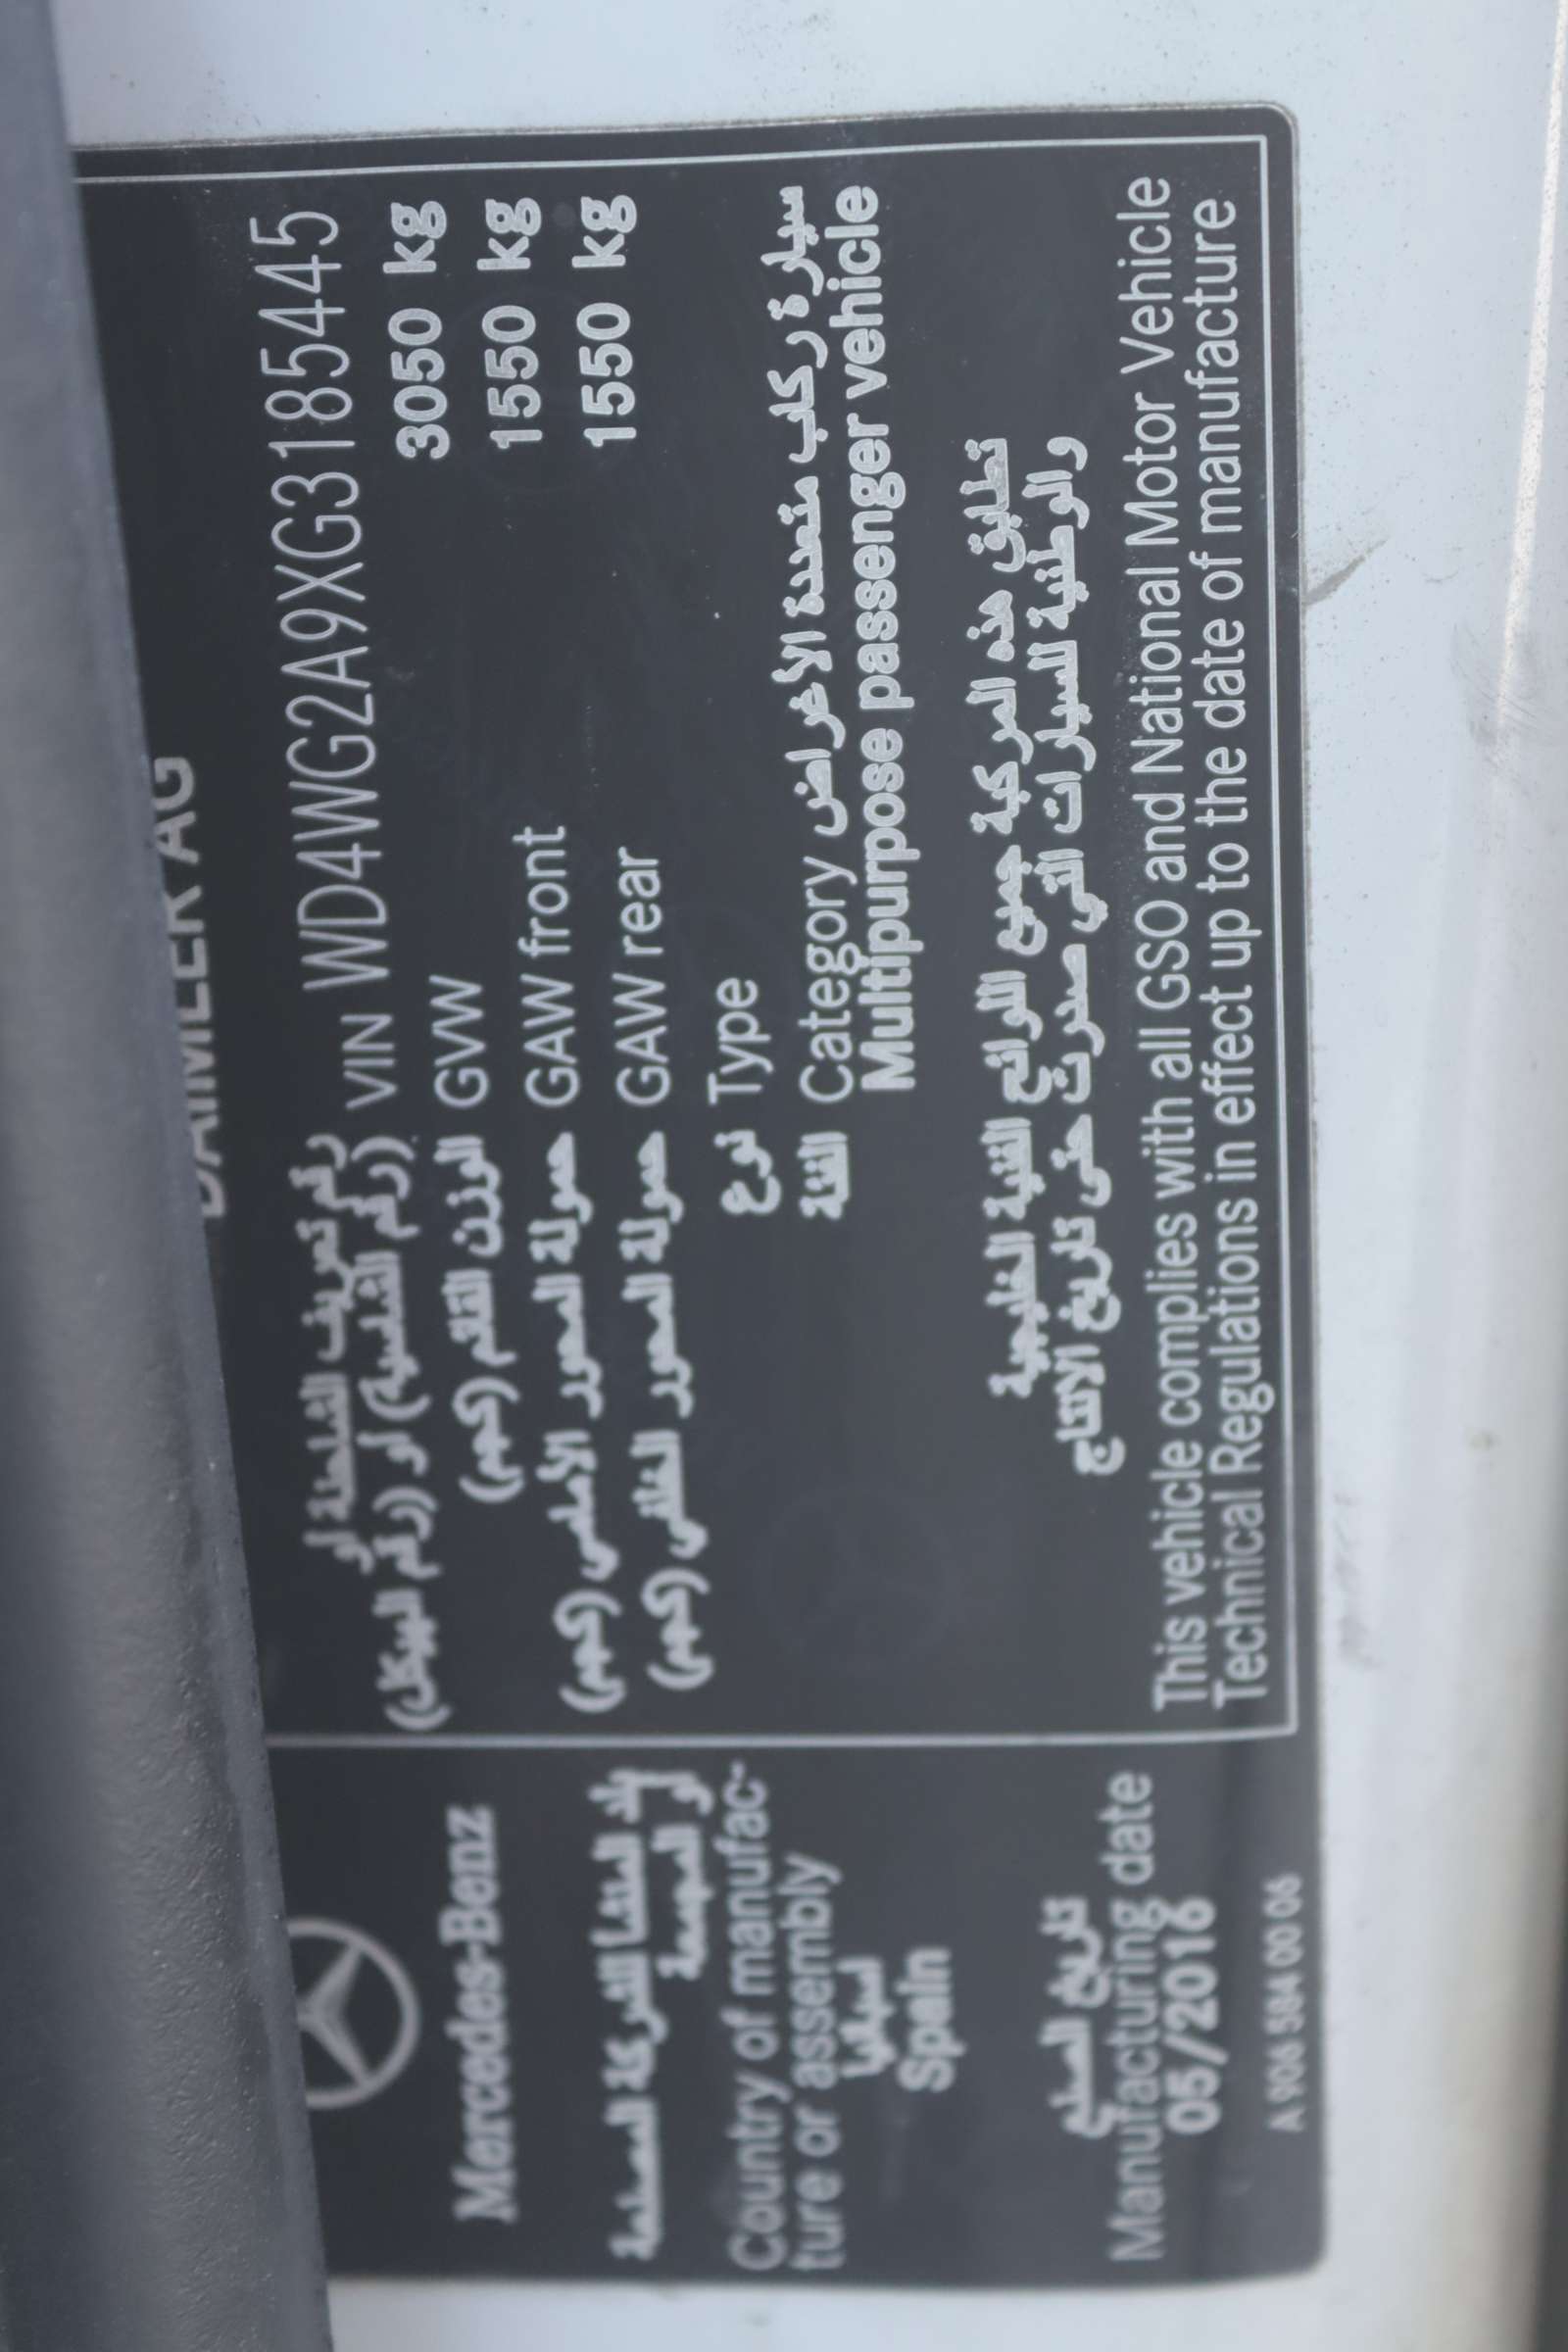 DAIMLER AG
رقم تعريف الشاحطة أو
(رقم الشاسيه) أو (رقم الهيكل)
VIN WD4WG2A9XG3185445
الوزن القائم (كجم) GVW 3050 kg
حمولة المحور الأمامي (كجم) GAW front 1550 kg
حمولة المحور الخلفي (كجم) GAW rear 1550 kg
نوع Type
الفئة Category سيارة ركاب متعددة الأغراض
Multipurpose passenger vehicle
تطابق هذه المركبة جميع اللوائح الفنية الخليجية
والوطنية للسيارات التي صدرت حتى تاريخ الانتاج
This vehicle complies with all GSO and National Motor Vehicle
Technical Regulations in effect up to the date of manufacture
Mercedes-Benz
بلد المنشأ الشركة المصنعة
أو المجمعة
Country of manufac-
ture or assembly
اسبانيا
Spain
تاريخ الصنع
Manufacturing date
05/2016
A 906 584 00 06